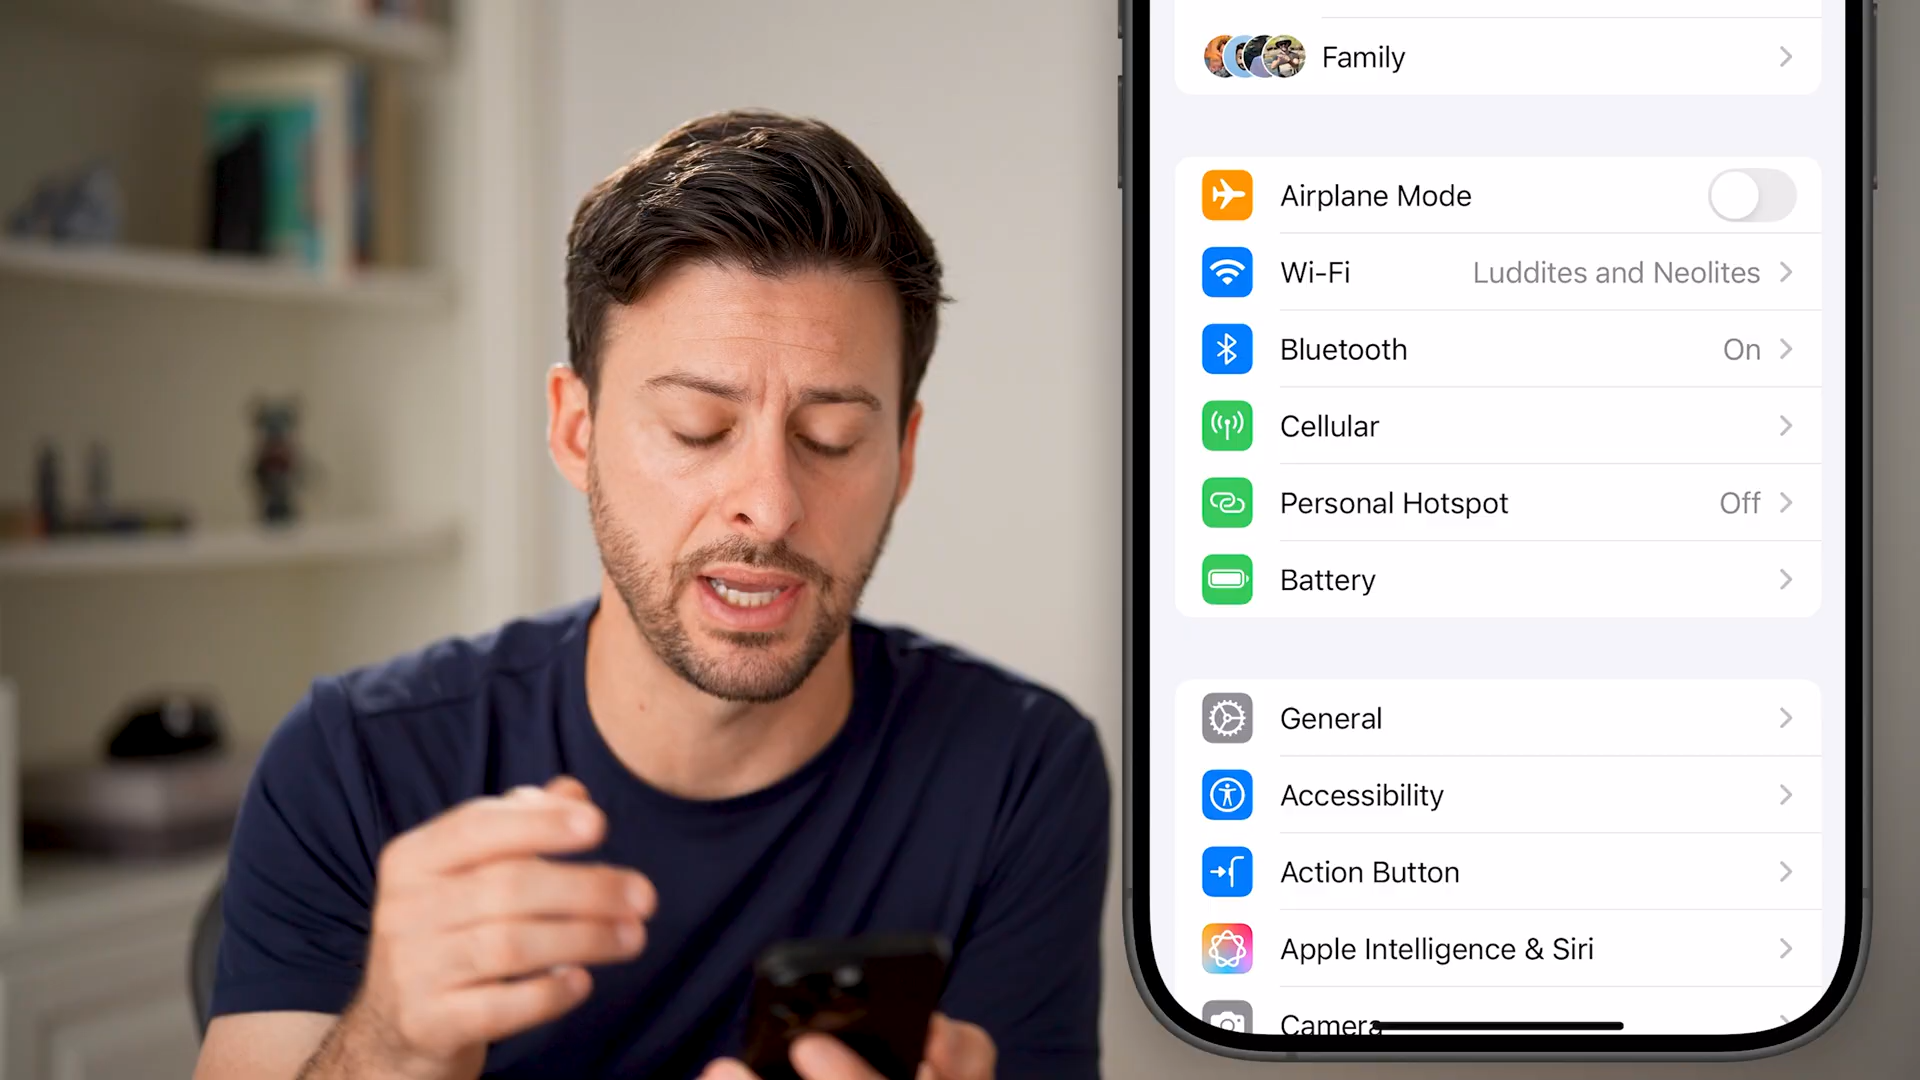 Family
Airplane Mode
Wi-Fi Luddites and Neolites
Bluetooth On
Cellular
Personal Hotspot Off
Battery
General
Accessibility
Action Button
Apple Intelligence & Siri
Camera